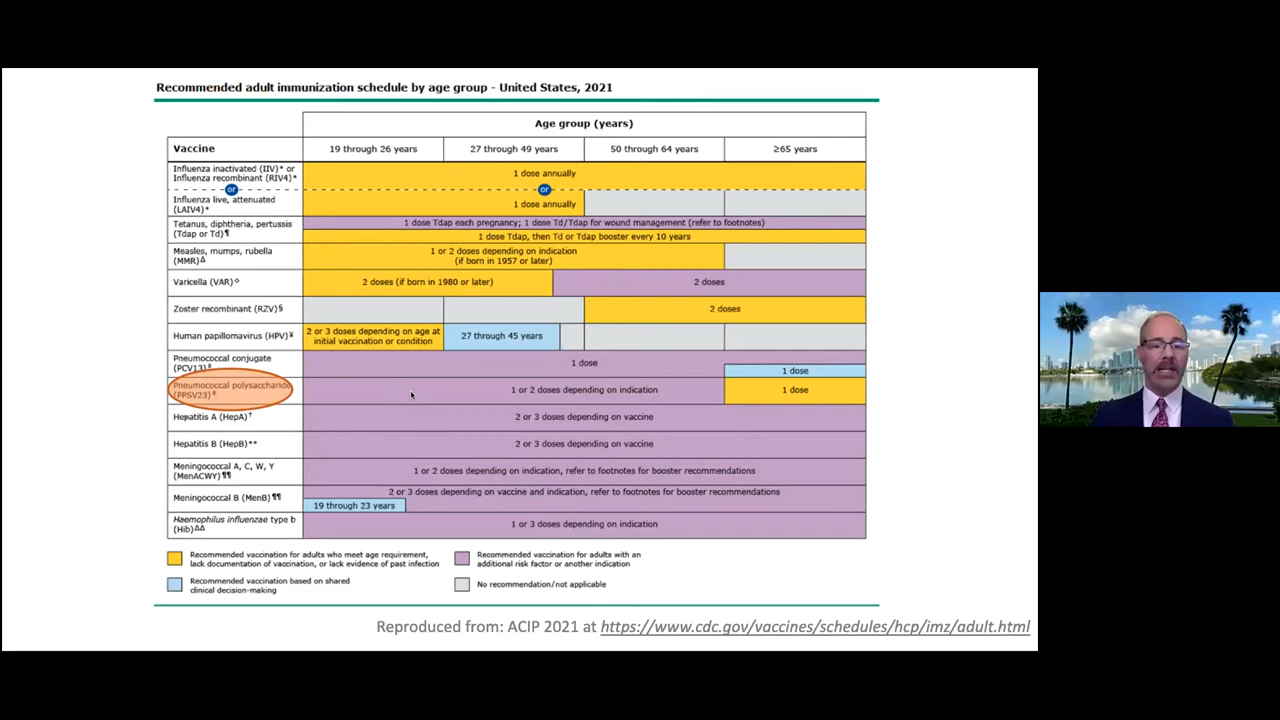 Recommended adult immunization schedule by age group - United States, 2021
Age group (years)
Vaccine
19 through 26 years
27 through 49 years
50 through 64 years
≥65 years
Influenza inactivated (IIV)* or
Influenza recombinant (RIV4)*
1 dose annually
or
or
Influenza live, attenuated
(LAIV4)*
1 dose annually
Tetanus, diphtheria, pertussis
(Tdap or Td)¶
1 dose Tdap each pregnancy; 1 dose Td/Tdap for wound management (refer to footnotes)
1 dose Tdap, then Td or Tdap booster every 10 years
Measles, mumps, rubella
(MMR)Δ
1 or 2 doses depending on indication
(if born in 1957 or later)
Varicella (VAR)◇
2 doses (if born in 1980 or later)
2 doses
Zoster recombinant (RZV)§
2 doses
Human papillomavirus (HPV)¥
2 or 3 doses depending on age at
initial vaccination or condition
27 through 45 years
Pneumococcal conjugate
(PCV13)‡
1 dose
1 dose
Pneumococcal polysaccharide
(PPSV23)‡
1 or 2 doses depending on indication
1 dose
Hepatitis A (HepA)†
2 or 3 doses depending on vaccine
Hepatitis B (HepB)**
2 or 3 doses depending on vaccine
Meningococcal A, C, W, Y
(MenACWY)¶¶
1 or 2 doses depending on indication, refer to footnotes for booster recommendations
Meningococcal B (MenB)¶¶
2 or 3 doses depending on vaccine and indication, refer to footnotes for booster recommendations
19 through 23 years
Haemophilus influenzae type b
(Hib)ΔΔ
1 or 3 doses depending on indication
Recommended vaccination for adults who meet age requirement,
lack documentation of vaccination, or lack evidence of past infection
Recommended vaccination for adults with an
additional risk factor or another indication
Recommended vaccination based on shared
clinical decision-making
No recommendation/not applicable
Reproduced from: ACIP 2021 at https://www.cdc.gov/vaccines/schedules/hcp/imz/adult.html